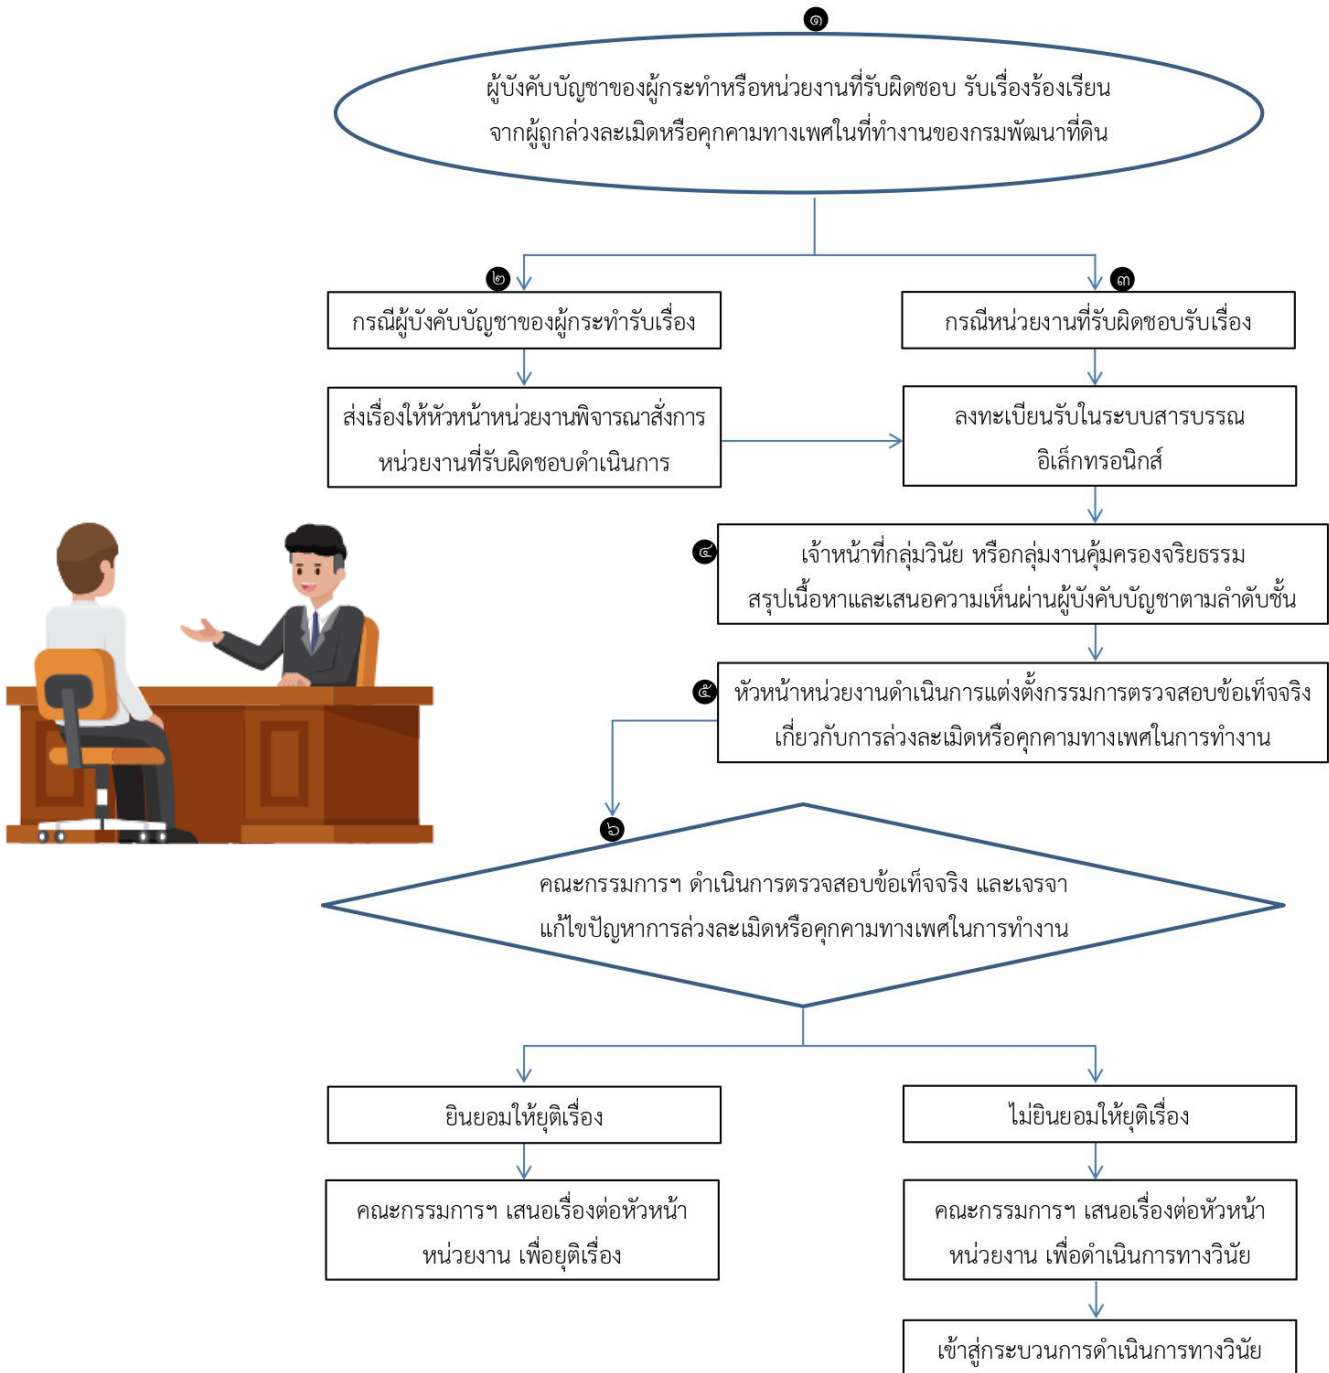 ๑
ผู้บังคับบัญชาของผู้กระทำหรือหน่วยงานที่รับผิดชอบ รับเรื่องร้องเรียน
จากผู้ถูกล่วงละเมิดหรือคุกคามทางเพศในที่ทำงานของกรมพัฒนาที่ดิน
๒
กรณีผู้บังคับบัญชาของผู้กระทำรับเรื่อง
๓
กรณีหน่วยงานที่รับผิดชอบรับเรื่อง
ส่งเรื่องให้หัวหน้าหน่วยงานพิจารณาสั่งการ
หน่วยงานที่รับผิดชอบดำเนินการ
ลงทะเบียนรับในระบบสารบรรณ
อิเล็กทรอนิกส์
๔
เจ้าหน้าที่กลุ่มวินัย หรือกลุ่มงานคุ้มครองจริยธรรม
สรุปเนื้อหาและเสนอความเห็นผ่านผู้บังคับบัญชาตามลำดับชั้น
๕
หัวหน้าหน่วยงานดำเนินการแต่งตั้งกรรมการตรวจสอบข้อเท็จจริง
เกี่ยวกับการล่วงละเมิดหรือคุกคามทางเพศในการทำงาน
๖
คณะกรรมการฯ ดำเนินการตรวจสอบข้อเท็จจริง และเจรจา
แก้ไขปัญหาการล่วงละเมิดหรือคุกคามทางเพศในการทำงาน
ยินยอมให้ยุติเรื่อง
ไม่ยินยอมให้ยุติเรื่อง
คณะกรรมการฯ เสนอเรื่องต่อหัวหน้า
หน่วยงาน เพื่อยุติเรื่อง
คณะกรรมการฯ เสนอเรื่องต่อหัวหน้า
หน่วยงาน เพื่อดำเนินการทางวินัย
เข้าสู่กระบวนการดำเนินการทางวินัย